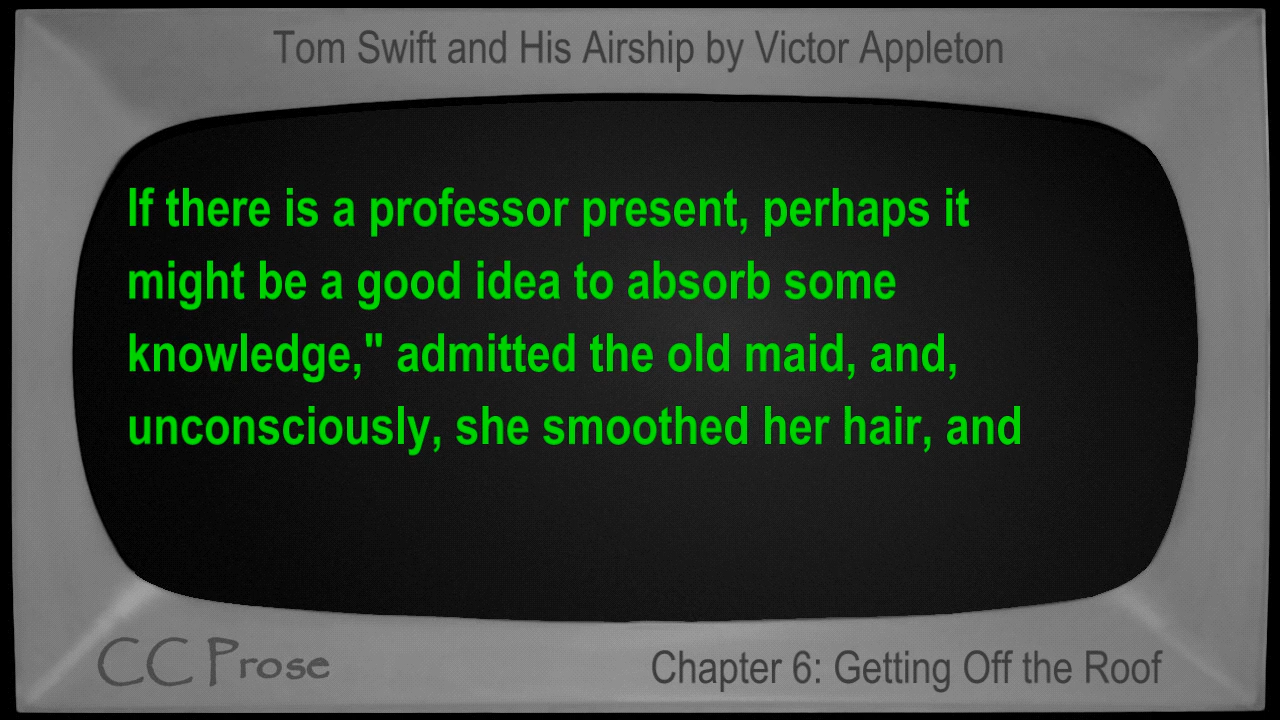 Tom Swift and His Airship by Victor Appleton
If there is a professor present, perhaps it
might be a good idea to absorb some
knowledge," admitted the old maid, and,
unconsciously, she smoothed her hair, and
CC Prose
Chapter 6: Getting Off the Roof